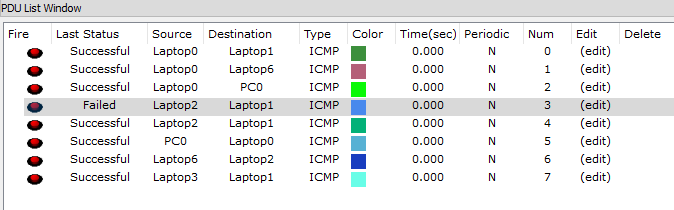 PDU List Window
Fire Last Status Source Destination Type Color Time(sec) Periodic Num Edit Delete
Successful Laptop0 Laptop1 ICMP 0.000 N 0 (edit)
Successful Laptop0 Laptop6 ICMP 0.000 N 1 (edit)
Successful Laptop0 PC0 ICMP 0.000 N 2 (edit)
Failed Laptop2 Laptop1 ICMP 0.000 N 3 (edit)
Successful Laptop2 Laptop1 ICMP 0.000 N 4 (edit)
Successful PC0 Laptop0 ICMP 0.000 N 5 (edit)
Successful Laptop6 Laptop2 ICMP 0.000 N 6 (edit)
Successful Laptop3 Laptop1 ICMP 0.000 N 7 (edit)